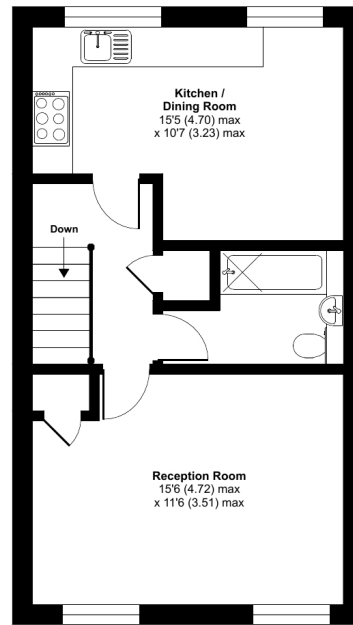 Kitchen /
Dining Room
15'5 (4.70) max
x 10'7 (3.23) max
Down
Reception Room
15'6 (4.72) max
x 11'6 (3.51) max